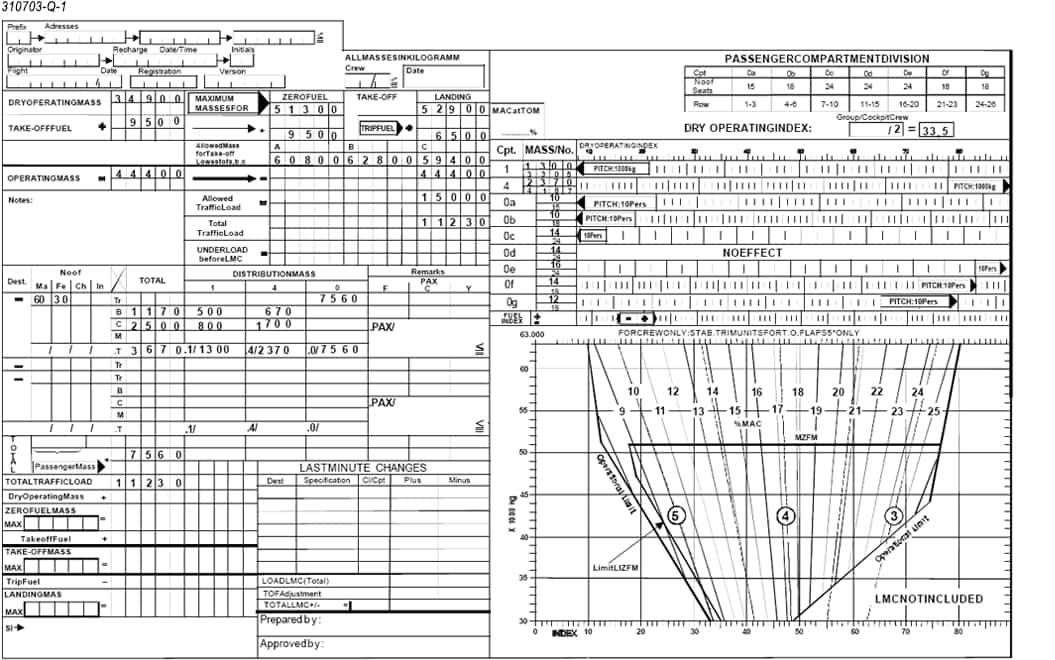 310703-Q-1
Prefix Adresses
Originator Recharge Date/Time Initials
Flight Date Registration Version
/
ALLMASSESINKILOGRAMM
Crew Date
/
DRYOPERATINGMASS 3 4 9 0 0
MAXIMUM MASSESFOR
ZEROFUEL TAKE-OFF LANDING
5 1 3 0 0 5 2 9 0 0
TAKE-OFFFUEL + 9 5 0 0
+ 9 5 0 0 TRIPFUEL + 6 5 0 0
AllowedMass
forTake-off
Lowestofa,b,c
A B C
6 0 8 0 0 6 2 8 0 0 5 9 4 0 0
OPERATINGMASS = 4 4 4 0 0
4 4 4 0 0
Notes:
Allowed TrafficLoad = 1 5 0 0 0
Total TrafficLoad 1 1 2 3 0
UNDERLOAD beforeLMC =
Dest. Noof TOTAL DISTRIBUTIONMASS Remarks
Ma Fe Ch In 1 4 0 PAX
F C Y
- 60 30 Tr 7 5 6 0
B 1 1 7 0 500 670
C 2 5 0 0 800 1700 .PAX/
M
/ / / .T 3 6 7 0 .1/1300 .4/2370 .0/7560
- Tr
- Tr
B
C .PAX/
M
/ / / .T .1/ .4/ .0/
TOTAL
PassengerMass + 7 5 6 0
TOTALTRAFFICLOAD 1 1 2 3 0
LASTMINUTE CHANGES
Dest Specification Cl/Cpt Plus Minus
DryOperatingMass +
ZEROFUELMASS
MAX =
TakeoffFuel +
TAKE-OFFMASS
MAX =
TripFuel -
LANDINGMAS
MAX =
SI
LOADLMC(Total)
TOFAdjustment
TOTALLMC+/- =
Prepared by:
Approved by:
PASSENGERCOMPARTMENTDIVISION
Cpt 0a 0b 0c 0d 0e 0f 0g
Noof Seats 15 18 24 24 24 18 18
Row 1-3 4-6 7-10 11-15 16-20 21-23 24-26
MACatTOM
%
Group/CockpitCrew
DRY OPERATINGINDEX: / 2 = 33,5
Cpt. MASS/No. DRYOPERATINGINDEX
1 PITCH:1000kg
4 PITCH:1000kg
0a 10 15 PITCH:10Pers
0b 10 18 PITCH:10Pers
0c 14 24 10Pers
0d 14 24 NOEFFECT
0e 16 24 10Pers
0f 14 18 PITCH:10Pers
0g 12 18 PITCH:10Pers
FUEL INDEX + - - +
63.000 FORCREWONLY:STAB.TRIMUNITSFORT.O.FLAPS5°ONLY
60
10 12 14 16 18 20 22 24
9 11 13 15 17 19 21 23 25
55
%MAC
MZFM
50
Operational Limit
45
X 1000 kg
5 4 3
40
Operational Limit
LimitLIZFM
35
LMCNOTINCLUDED
30
0 INDEX 10 20 30 40 50 60 70 80